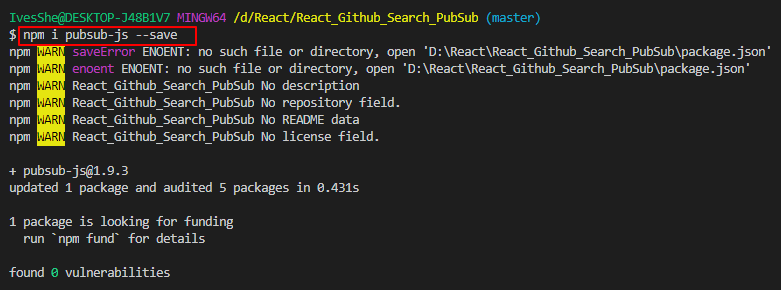 IvesShe@DESKTOP-J48B1V7 MINGW64 /d/React/React_Github_Search_PubSub (master)
$ npm i pubsub-js --save
npm WARN saveError ENOENT: no such file or directory, open 'D:\React\React_Github_Search_PubSub\package.json'
npm WARN enoent ENOENT: no such file or directory, open 'D:\React\React_Github_Search_PubSub\package.json'
npm WARN React_Github_Search_PubSub No description
npm WARN React_Github_Search_PubSub No repository field.
npm WARN React_Github_Search_PubSub No README data
npm WARN React_Github_Search_PubSub No license field.
+ pubsub-js@1.9.3
updated 1 package and audited 5 packages in 0.431s
1 package is looking for funding
run `npm fund` for details
found 0 vulnerabilities